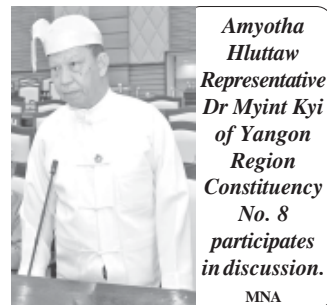 Amyotha
Hluttaw
Representative
Dr Myint Kyi
of Yangon
Region
Constituency
No. 8
participates
in discussion.
MNA